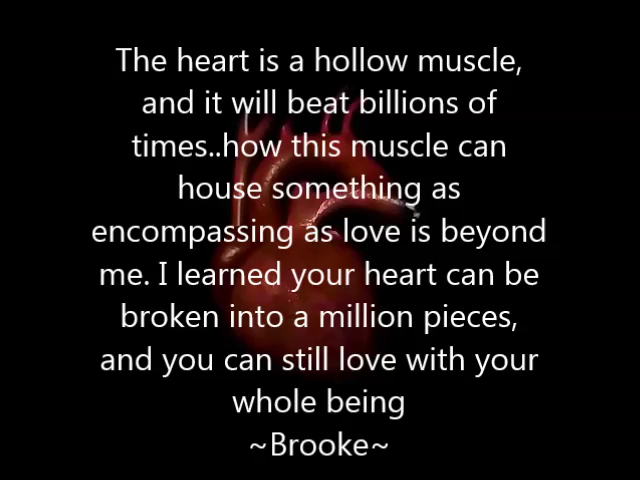 The heart is a hollow muscle,
and it will beat billions of
times..how this muscle can
house something as
encompassing as love is beyond
me. I learned your heart can be
broken into a million pieces,
and you can still love with your
whole being
~Brooke~